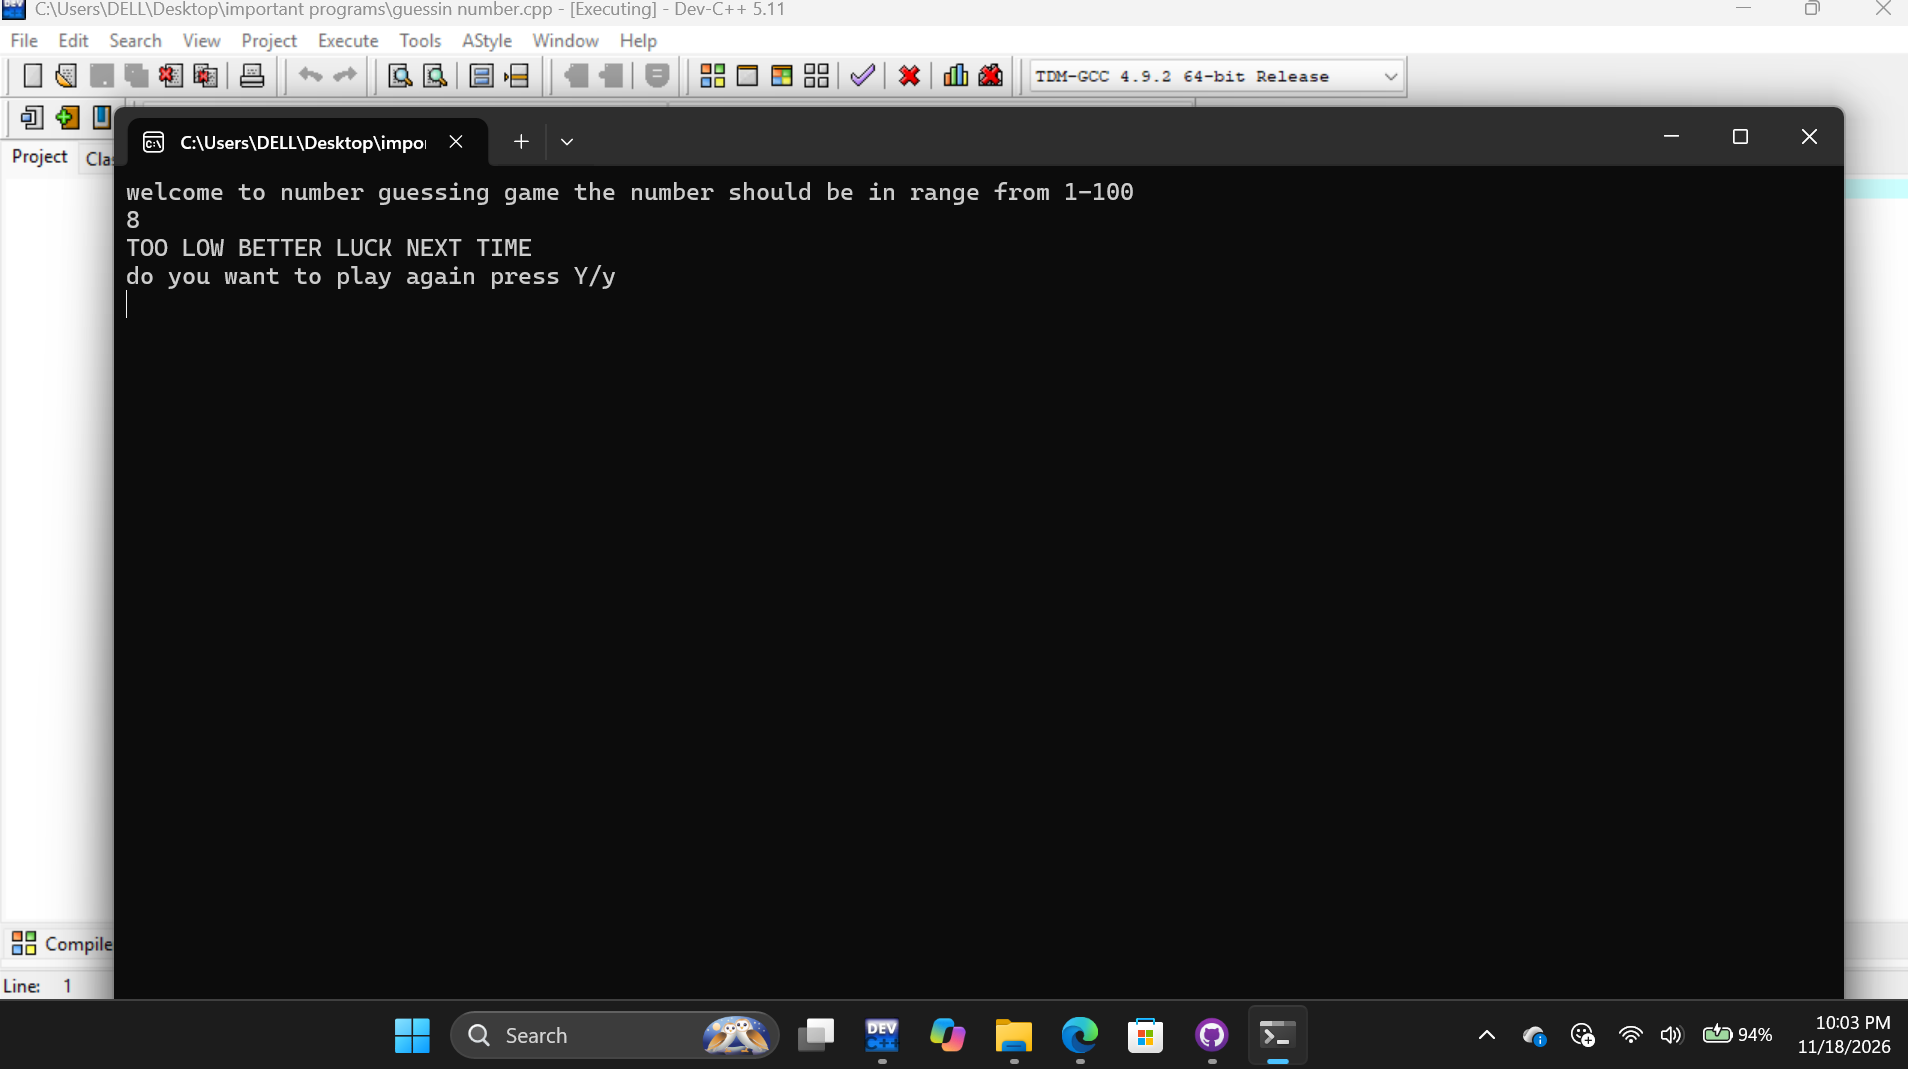 C:\Users\DELL\Desktop\important programs\guessin number.cpp - [Executing] - Dev-C++ 5.11
File Edit Search View Project Execute Tools AStyle Window Help
TDM-GCC 4.9.2 64-bit Release
Project Clas
C:\Users\DELL\Desktop\impor
welcome to number guessing game the number should be in range from 1-100
8
TOO LOW BETTER LUCK NEXT TIME
do you want to play again press Y/y
Compile
Line: 1
Search
DEV C++
94%
10:03 PM
11/18/2026